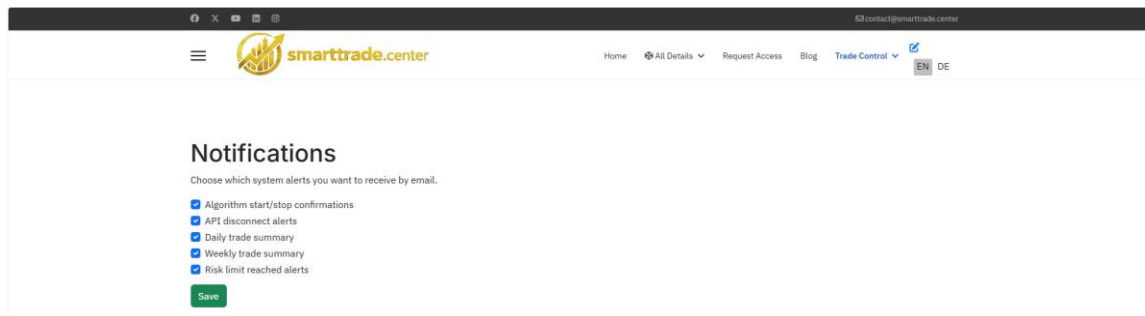 contact@smarttrade.center
smarttrade.center
Home All Details Request Access Blog Trade Control
EN DE
Notifications
Choose which system alerts you want to receive by email.
Algorithm start/stop confirmations
API disconnect alerts
Daily trade summary
Weekly trade summary
Risk limit reached alerts
Save